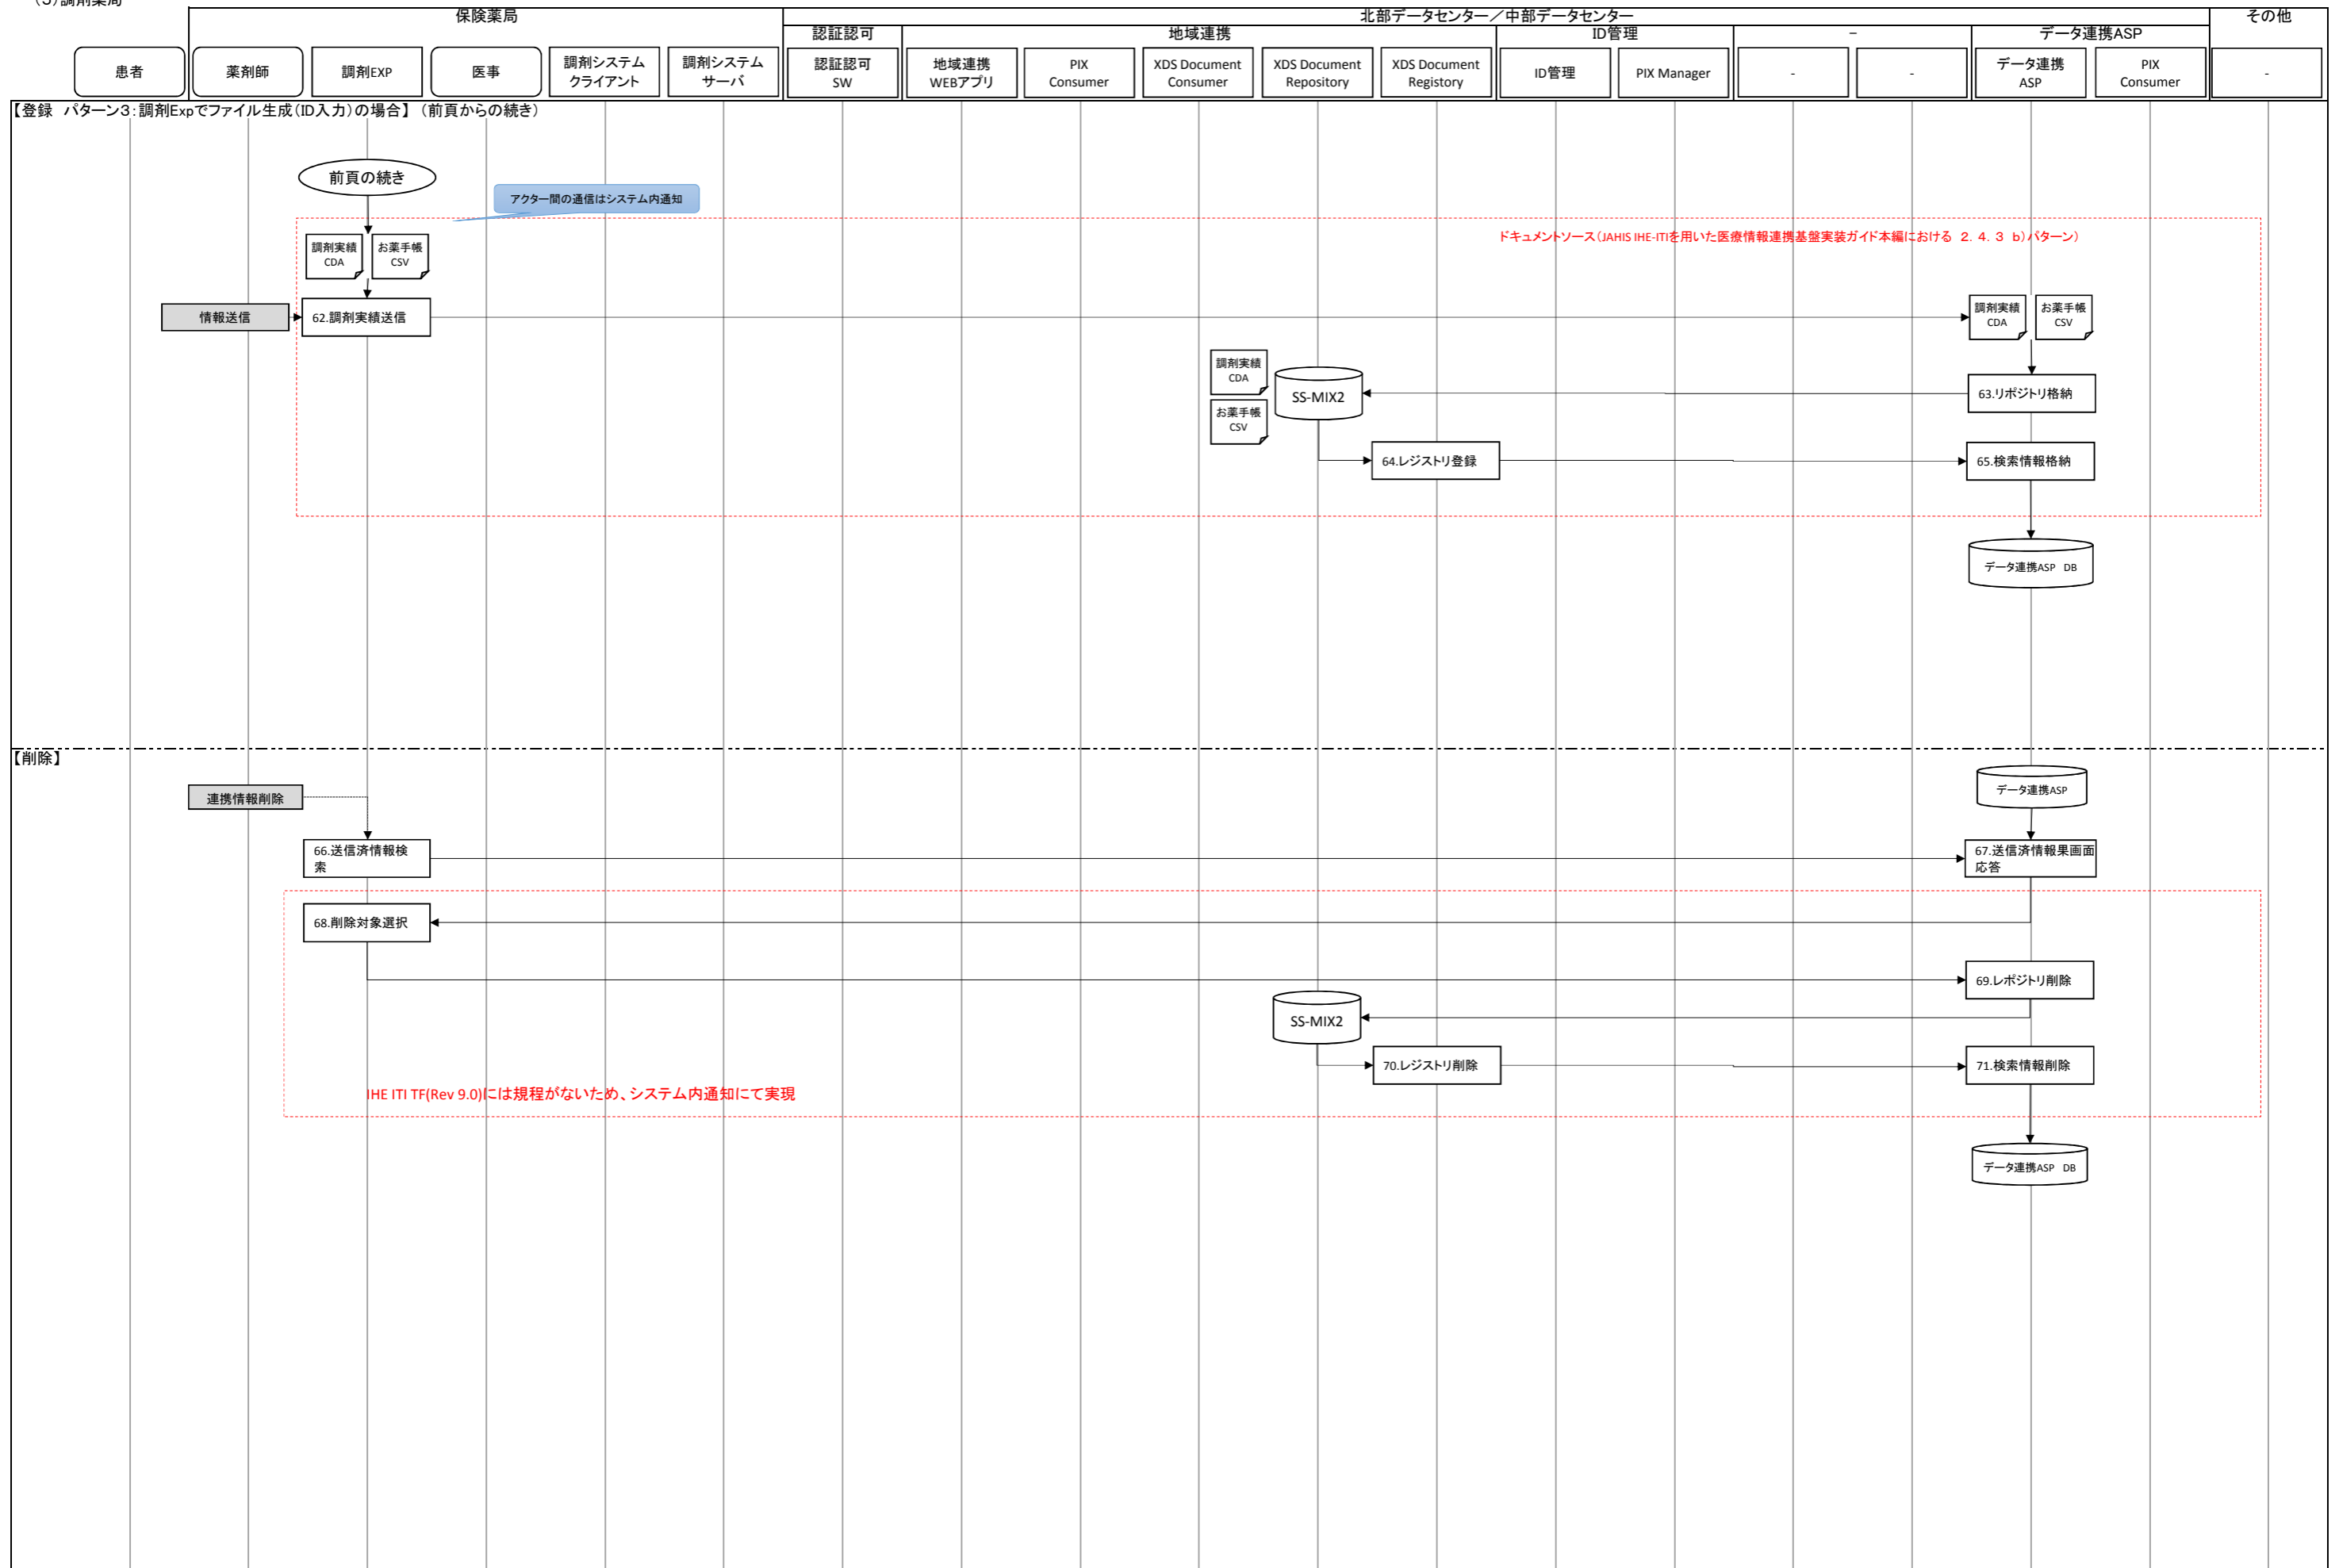 (3)調剤薬局
保険薬局
北部データセンター／中部データセンター
その他
認証認可
地域連携
ID管理
－
データ連携ASP
患者
薬剤師
調剤EXP
医事
調剤システム
クライアント
調剤システム
サーバ
認証認可
SW
地域連携
WEBアプリ
PIX
Consumer
XDS Document
Consumer
XDS Document
Repository
XDS Document
Registory
ID管理
PIX Manager
-
-
データ連携
ASP
PIX
Consumer
-
【登録　パターン3：調剤Expでファイル生成（ID入力）の場合】（前頁からの続き）
前頁の続き
アクター間の通信はシステム内通知
ドキュメントソース（JAHIS IHE-ITIを用いた医療情報連携基盤実装ガイド本編における　２．４．３　ｂ）パターン）
調剤実績
CDA
お薬手帳
CSV
情報送信
62.調剤実績送信
調剤実績
CDA
お薬手帳
CSV
調剤実績
CDA
お薬手帳
CSV
SS-MIX2
63.リポジトリ格納
64.レジストリ登録
65.検索情報格納
データ連携ASP　DB
【削除】
連携情報削除
データ連携ASP
66.送信済情報検
索
67.送信済情報果画面
応答
68.削除対象選択
69.レポジトリ削除
SS-MIX2
70.レジストリ削除
71.検索情報削除
IHE ITI TF(Rev 9.0)には規程がないため、システム内通知にて実現
データ連携ASP　DB